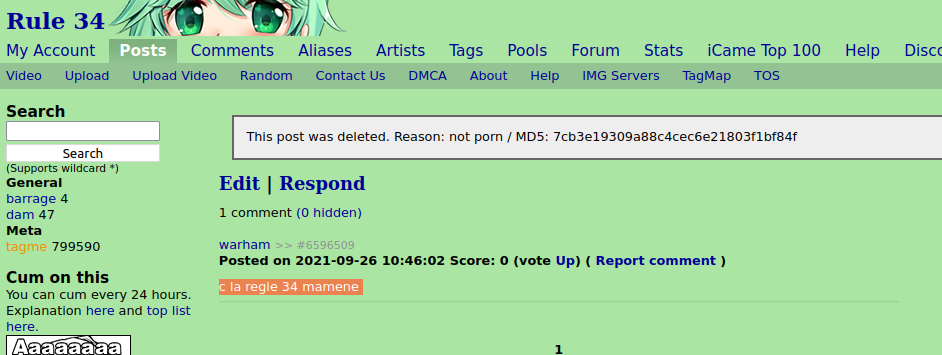 Rule 34
My Account Posts Comments Aliases Artists Tags Pools Forum Stats iCame Top 100 Help Disco
Video Upload Upload Video Random Contact Us DMCA About Help IMG Servers TagMap TOS
Search
Search
(Supports wildcard *)
General
barrage 4
dam 47
Meta
tagme 799590
Cum on this
You can cum every 24 hours.
Explanation here and top list
here.
Aaaaaaaa
This post was deleted. Reason: not porn / MD5: 7cb3e19309a88c4cec6e21803f1bf84f
Edit | Respond
1 comment (0 hidden)
warham >> #6596509
Posted on 2021-09-26 10:46:02 Score: 0 (vote Up) ( Report comment )
c la regle 34 mamene
1